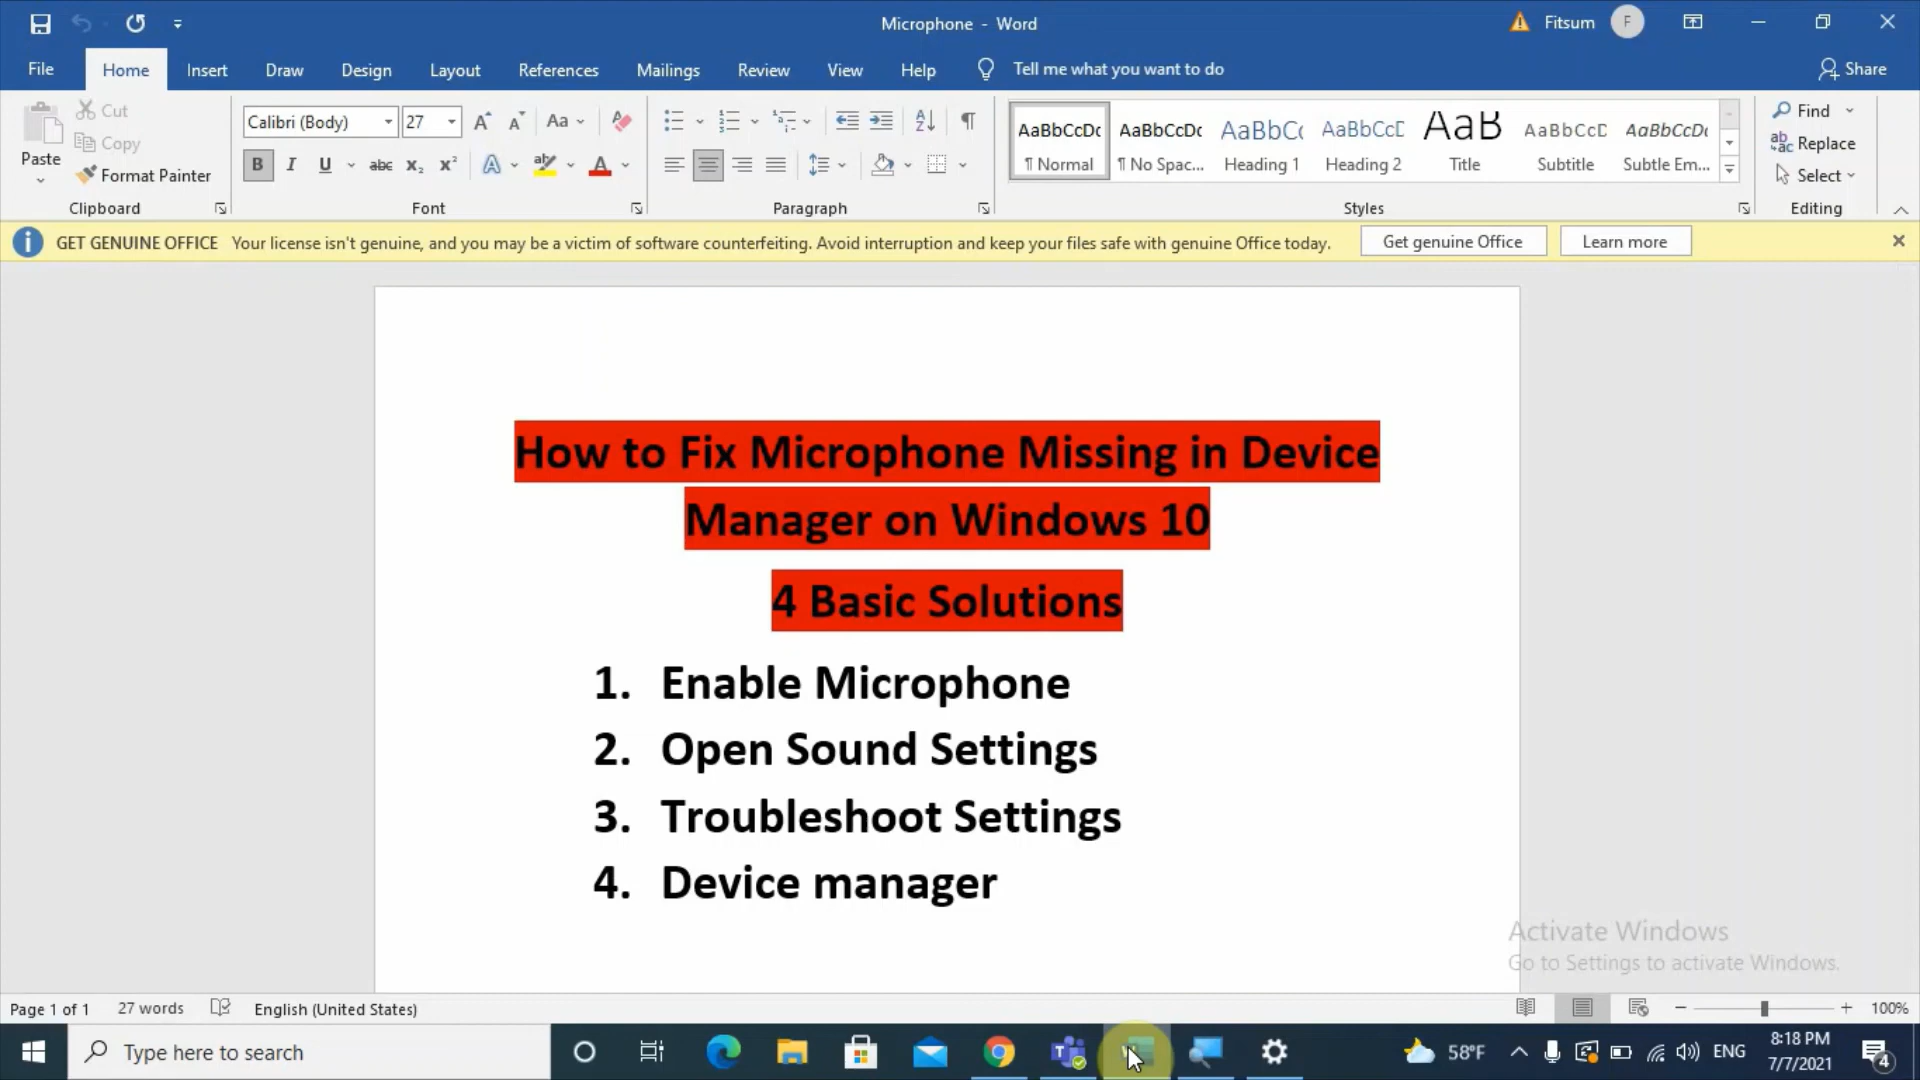 Microphone - Word
Fitsum
F
File
Home
Insert
Draw
Design
Layout
References
Mailings
Review
View
Help
Tell me what you want to do
Share
Paste
Cut
Copy
Format Painter
Clipboard
Calibri (Body)
27
Font
Paragraph
AaBbCcDc
¶ Normal
AaBbCcDc
¶ No Spac...
AaBbCc
Heading 1
AaBbCcD
Heading 2
AaB
Title
AaBbCcD
Subtitle
AaBbCcDc
Subtle Em...
Styles
Find
Replace
Select
Editing
GET GENUINE OFFICE Your license isn't genuine, and you may be a victim of software counterfeiting. Avoid interruption and keep your files safe with genuine Office today.
Get genuine Office
Learn more
How to Fix Microphone Missing in Device
Manager on Windows 10
4 Basic Solutions
1. Enable Microphone
2. Open Sound Settings
3. Troubleshoot Settings
4. Device manager
Activate Windows
Go to Settings to activate Windows.
Page 1 of 1
27 words
English (United States)
100%
Type here to search
58°F
ENG
8:18 PM
7/7/2021
4